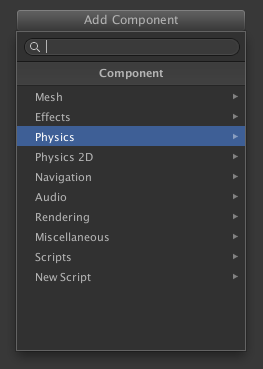 Add Component
Component
Mesh
Effects
Physics
Physics 2D
Navigation
Audio
Rendering
Miscellaneous
Scripts
New Script